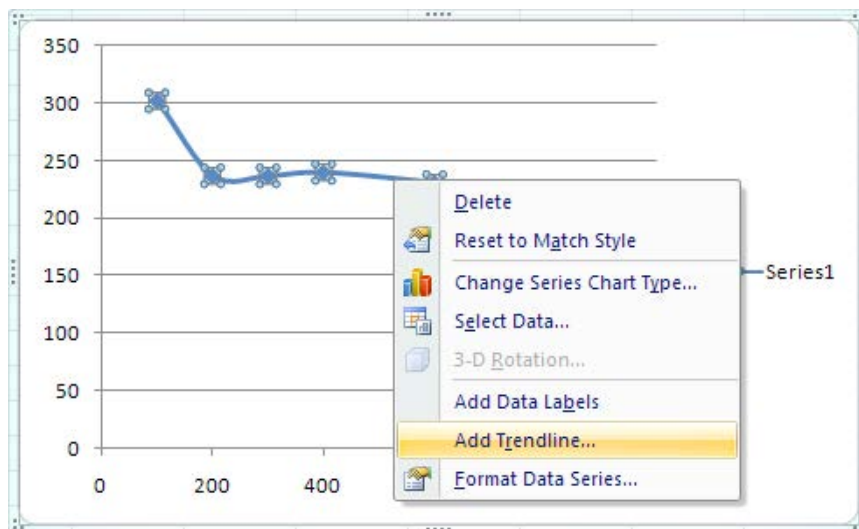 350
300
250
200
150
100
50
0
0 200 400
Delete
Reset to Match Style
Change Series Chart Type...
Select Data...
3-D Rotation...
Add Data Labels
Add Trendline...
Format Data Series...
Series1